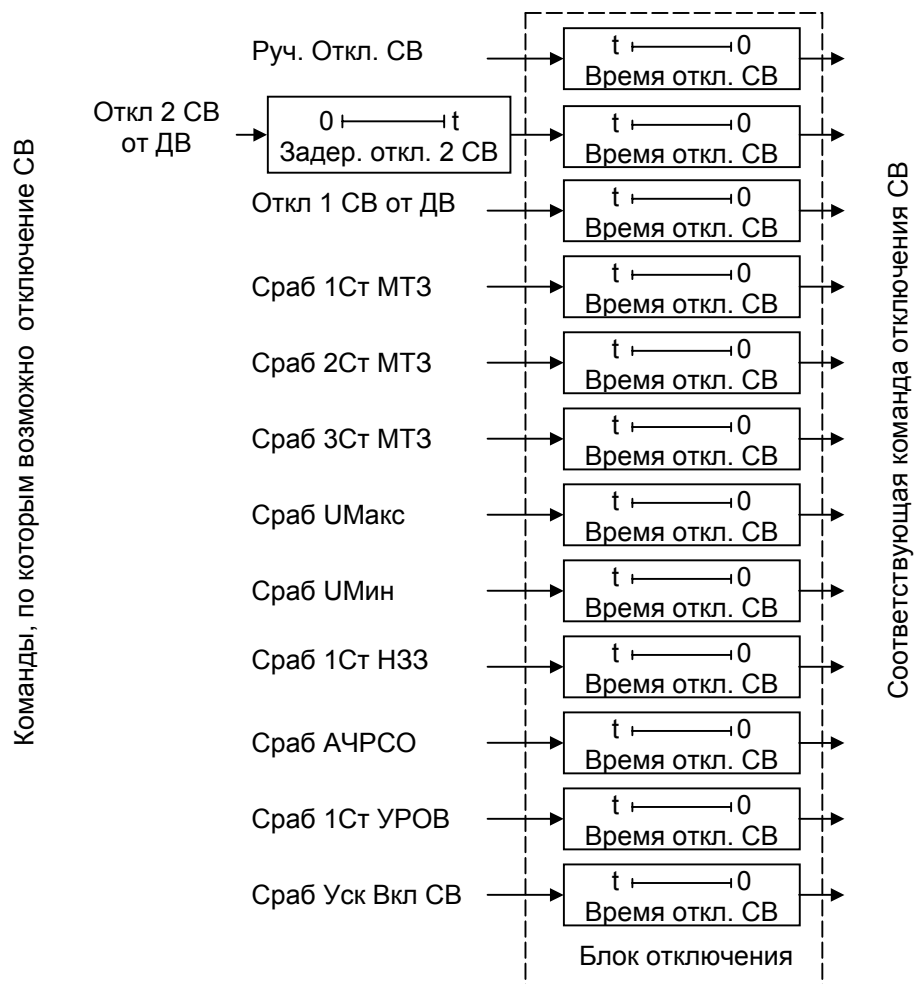 Команды, по которым возможно отключение СВ
Руч. Откл. СВ
t 0
Время откл. СВ
Откл 2 СВ
от ДВ
0 t
Задер. откл. 2 СВ
t 0
Время откл. СВ
Откл 1 СВ от ДВ
t 0
Время откл. СВ
Сраб 1Ст МТЗ
t 0
Время откл. СВ
Сраб 2Ст МТЗ
t 0
Время откл. СВ
Сраб 3Ст МТЗ
t 0
Время откл. СВ
Сраб UМакс
t 0
Время откл. СВ
Сраб UМин
t 0
Время откл. СВ
Сраб 1Ст НЗЗ
t 0
Время откл. СВ
Сраб АЧРСО
t 0
Время откл. СВ
Сраб 1Ст УРОВ
t 0
Время откл. СВ
Сраб Уск Вкл СВ
t 0
Время откл. СВ
Блок отключения
Соответствующая команда отключения СВ